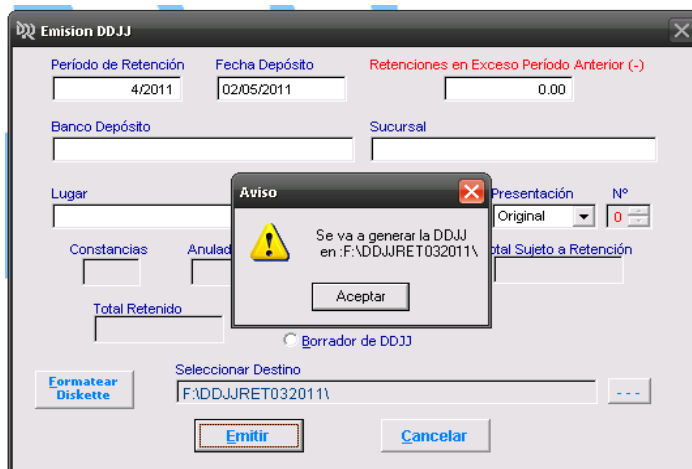 Emision DDJJ
Período de Retención
Fecha Depósito
Retenciones en Exceso Período Anterior (-)
4/2011
02/05/2011
0.00
Banco Depósito
Sucursal
Lugar
Aviso
Presentación
Nº
Original
0
Se va a generar la DDJJ
en :F:\DDJJRET032011\
Aceptar
Constancias
Anulad
otal Sujeto a Retención
Total Retenido
Borrador de DDJJ
Seleccionar Destino
Formatear
Diskette
F:\DDJJRET032011\
- - -
Emitir
Cancelar